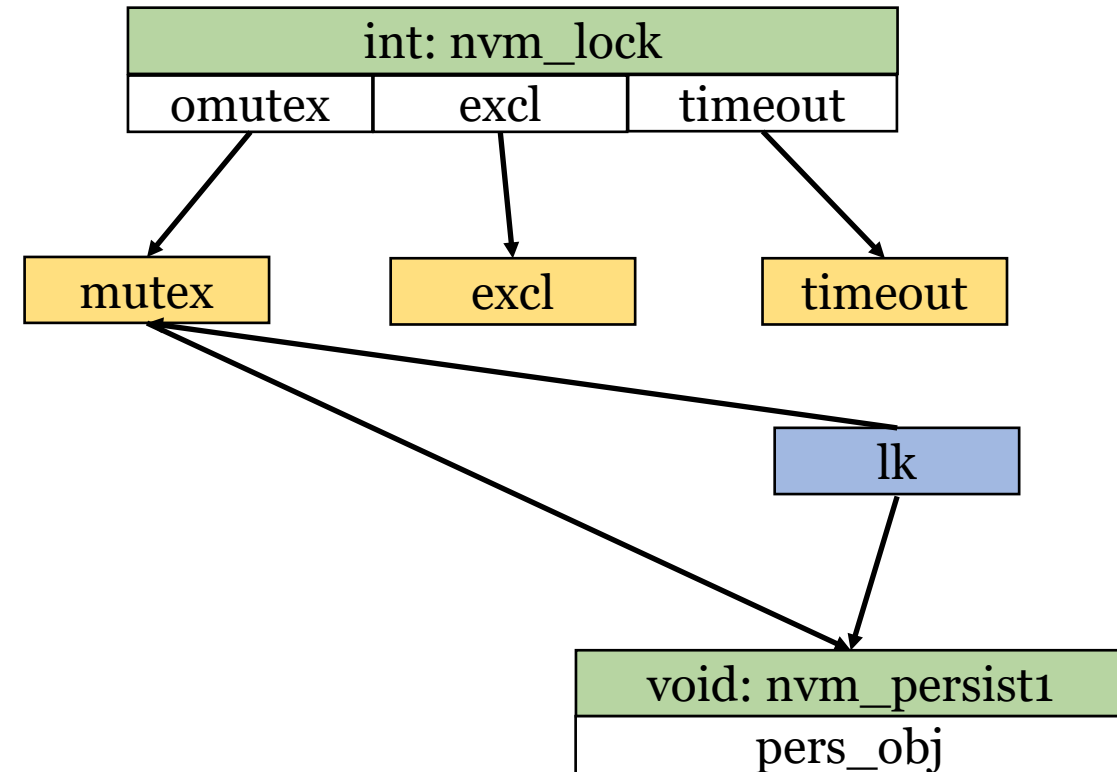 int: nvm_lock
omutex excl timeout
mutex excl timeout
lk
void: nvm_persist1
pers_obj